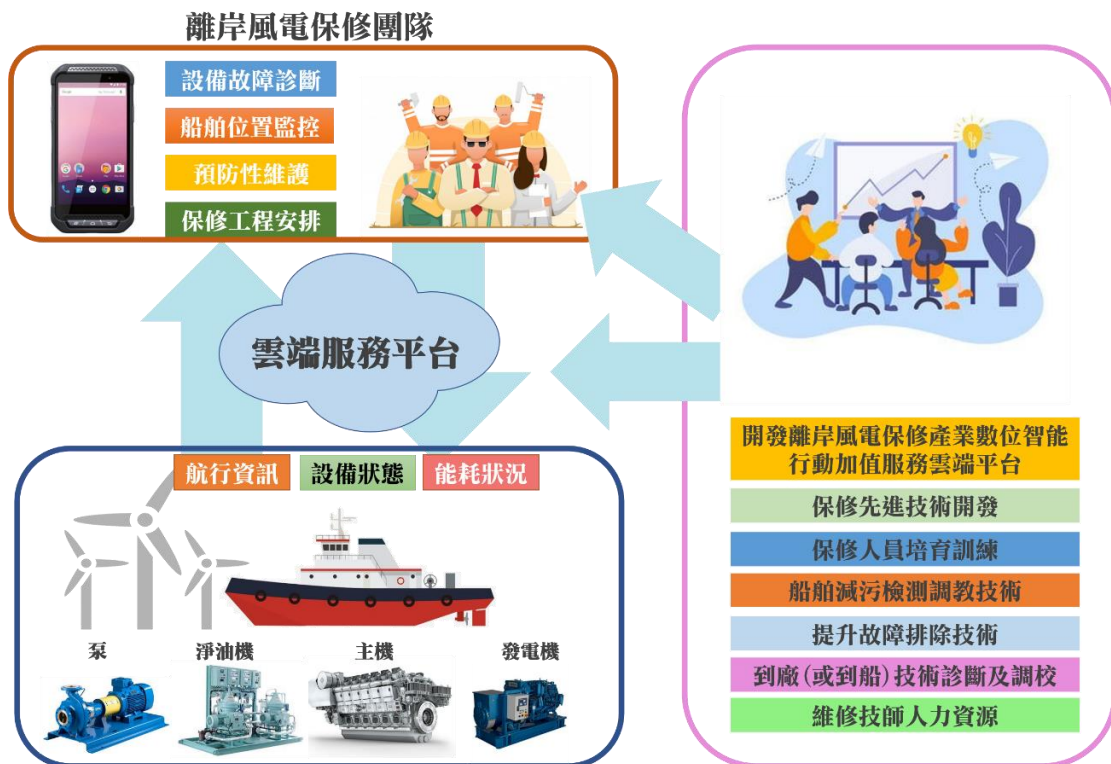 離岸風電保修團隊
設備故障診斷
船舶位置監控
預防性維護
保修工程安排
雲端服務平台
航行資訊
設備狀態
能耗狀況
泵
淨油機
主機
發電機
開發離岸風電保修產業數位智能
行動加值服務雲端平台
保修先進技術開發
保修人員培育訓練
船舶減污檢測調教技術
提升故障排除技術
到廠(或到船)技術診斷及調校
維修技師人力資源